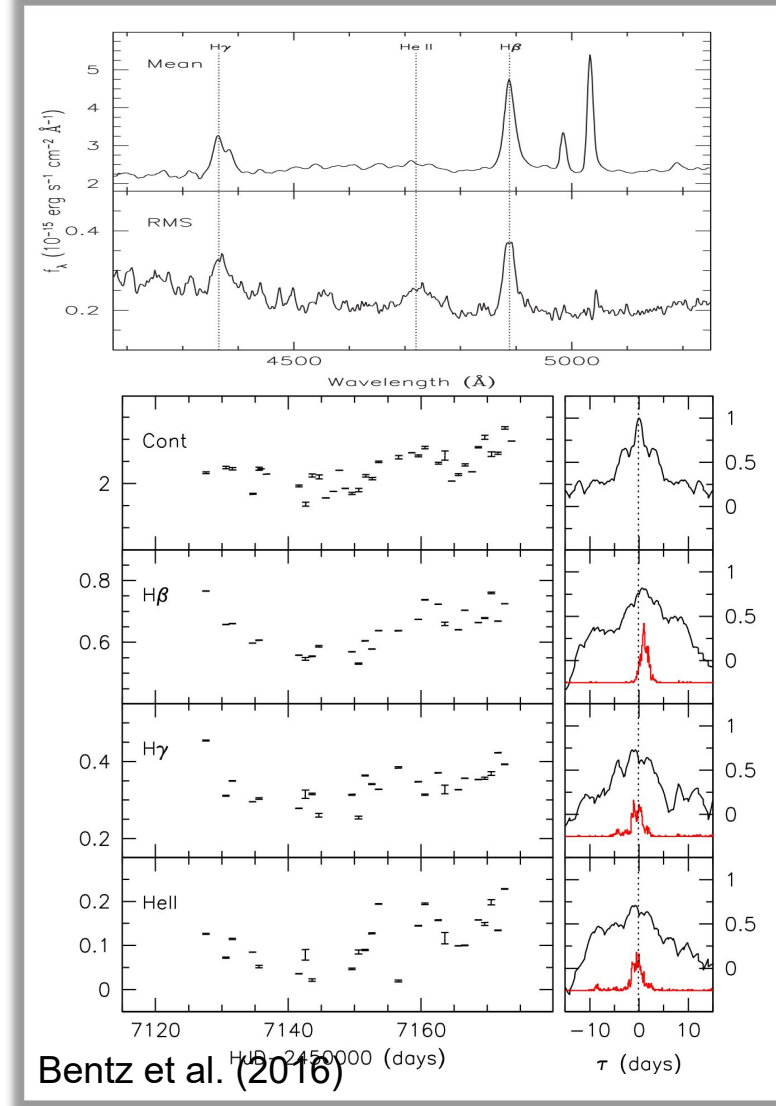 Hγ He II Hβ
Mean
5
4
3
2
RMS
0.4
0.2
f_λ (10⁻¹⁵ erg s⁻¹ cm⁻² Å⁻¹)
4500 5000
Wavelength (Å)
Cont
2
1
0.5
0
Hβ
0.8
0.6
1
0.5
0
Hγ
0.4
0.2
1
0.5
0
HeII
0.2
0.1
0
1
0.5
0
7120 7140 7160
−10 0 10
HJD−2450000 (days)
τ (days)
Bentz et al. (2016)